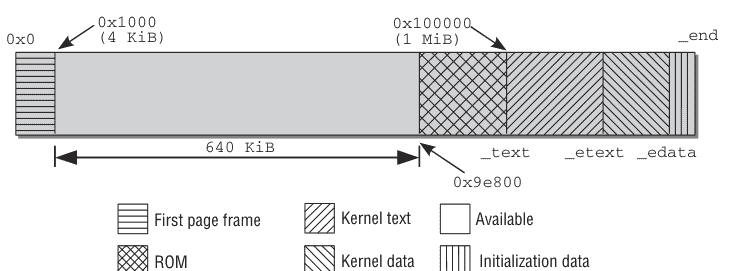 0x0
0x1000
(4 KiB)
0x100000
(1 MiB)
_end
640 KiB
_text
_etext
_edata
0x9e800
First page frame
Kernel text
Available
ROM
Kernel data
Initialization data